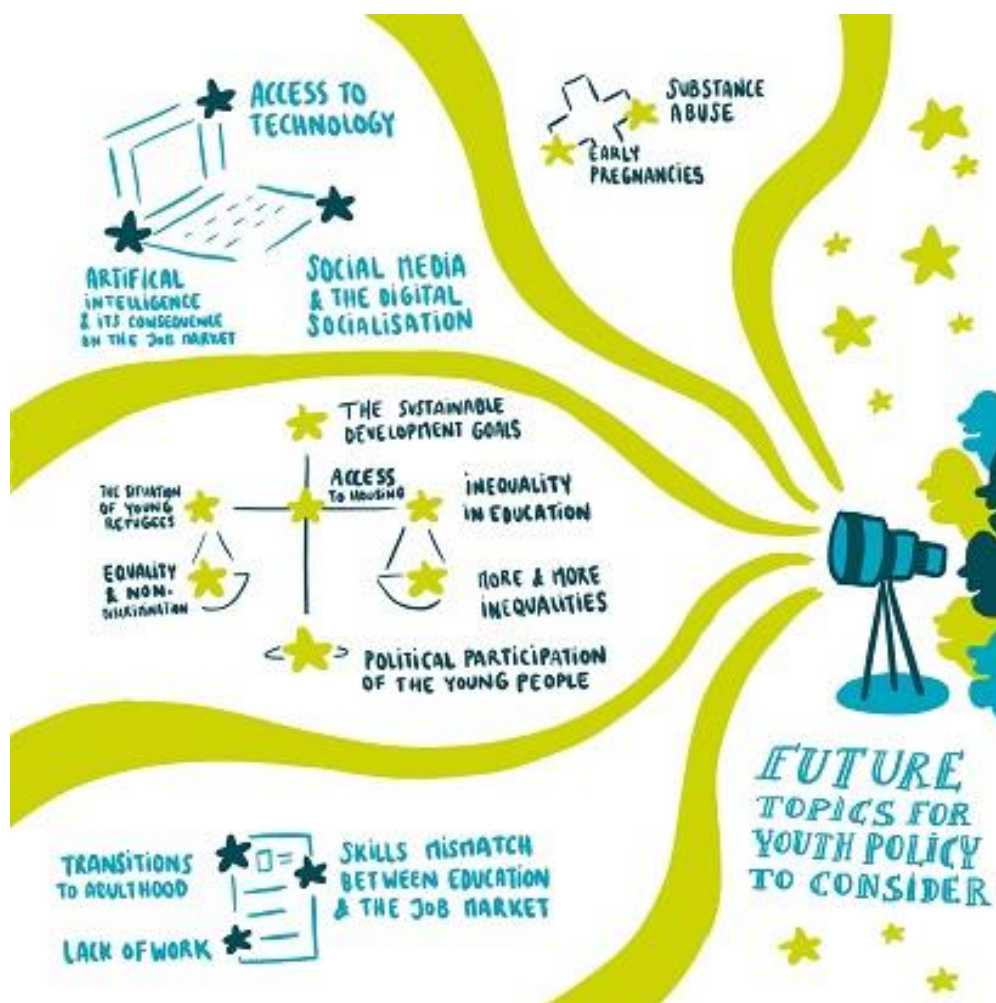 ACCESS TO
TECHNOLOGY
ARTIFICAL
INTELLIGENCE
& ITS CONSEQUENCE
ON THE JOB MARKET
SOCIAL MEDIA
& THE DIGITAL
SOCIALISATION
SUBSTANCE
ABUSE
EARLY
PREGNANCIES
THE SUSTAINABLE
DEVELOPMENT GOALS
THE SITUATION
OF YOUNG
REFUGEES
ACCESS
TO HOUSING
INEQUALITY
IN EDUCATION
EQUALITY
& NON-
DISCRIMINATION
MORE & MORE
INEQUALITIES
POLITICAL PARTICIPATION
OF THE YOUNG PEOPLE
TRANSITIONS
TO ADULTHOOD
SKILLS MISMATCH
BETWEEN EDUCATION
& THE JOB MARKET
LACK OF WORK
FUTURE
TOPICS FOR
YOUTH POLICY
TO CONSIDER